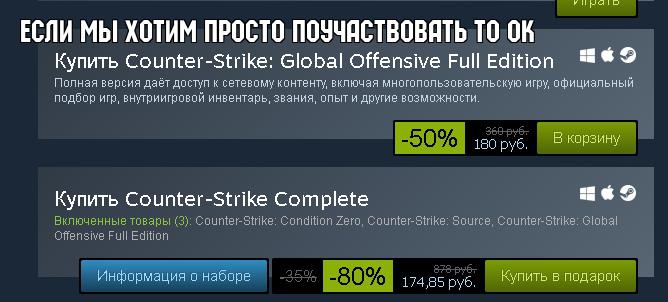 Играть
ЕСЛИ МЫ ХОТИМ ПРОСТО ПОУЧАСТВОВАТЬ ТО ОК
Купить Counter-Strike: Global Offensive Full Edition
Полная версия даёт доступ к сетевому контенту, включая многопользовательскую игру, официальный
подбор игр, внутриигровой инвентарь, звания, опыт и другие возможности.
-50% 360 руб. 180 руб. В корзину
Купить Counter-Strike Complete
Включенные товары (3): Counter-Strike: Condition Zero, Counter-Strike: Source, Counter-Strike: Global
Offensive Full Edition
Информация о наборе -35% -80% 878 руб. 174,85 руб. Купить в подарок